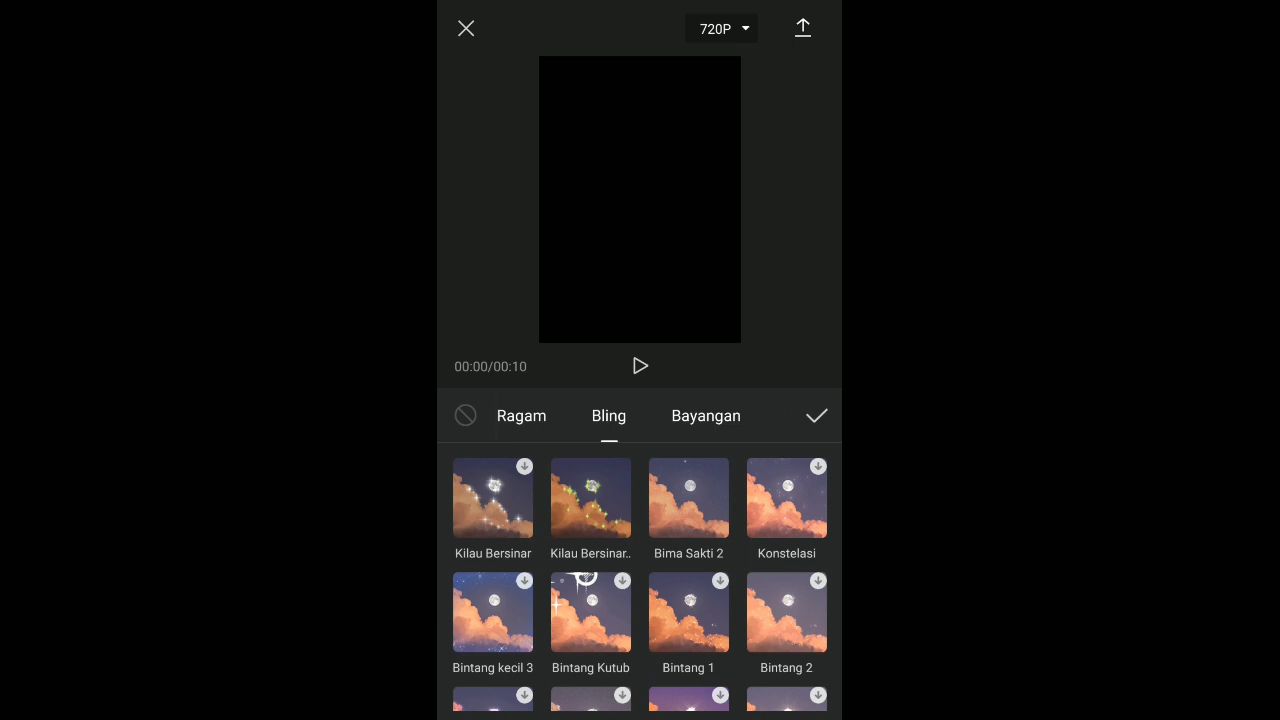 720P
00:00/00:10
Ragam Bling Bayangan
Kilau Bersinar Kilau Bersinar.. Bima Sakti 2 Konstelasi
Bintang kecil 3 Bintang Kutub Bintang 1 Bintang 2